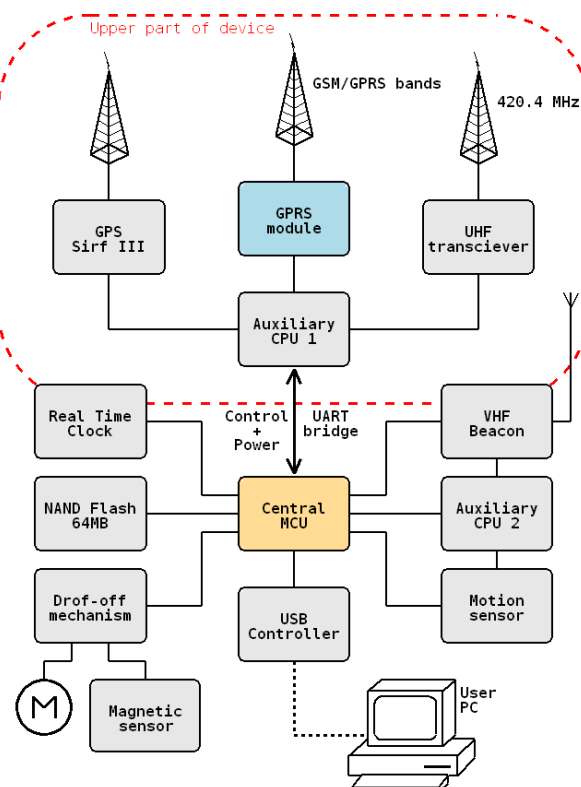 Upper part of device
GSM/GPRS bands
420.4 MHz
GPS
Sirf III
GPRS
module
UHF
transciever
Auxiliary
CPU 1
Real Time
Clock
Control
+
Power
UART
bridge
VHF
Beacon
NAND Flash
64MB
Central
MCU
Auxiliary
CPU 2
Drof-off
mechanism
USB
Controller
Motion
sensor
M
Magnetic
sensor
User
PC